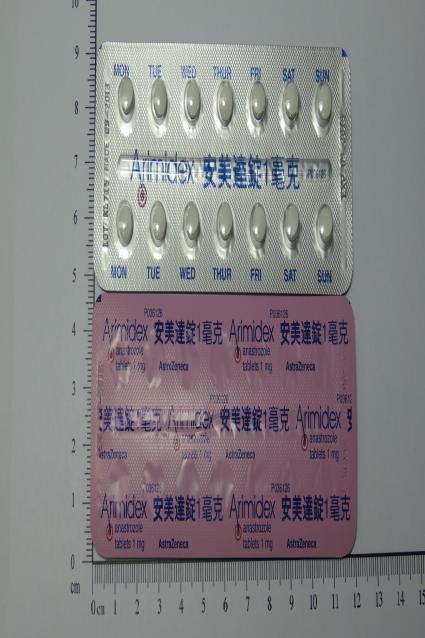 MON TUE WED THUR FRI SAT SUN
Arimidex 安美達錠1毫克
MON TUE WED THUR FRI SAT SUN
P036126 P036126
Arimidex 安美達錠1毫克 Arimidex 安美達錠1毫克
anastrozole anastrozole
tablets 1 mg AstraZeneca tablets 1 mg AstraZeneca
P036126
美達錠1毫克 Arimidex 安美達錠1毫克 Arimidex
anastrozole anastrozole
AstraZeneca tablets 1 mg AstraZeneca tablets 1 mg
P036126
Arimidex 安美達錠1毫克 Arimidex 安美達錠1毫克
anastrozole anastrozole
tablets 1 mg AstraZeneca tablets 1 mg AstraZeneca
10
9
8
7
6
5
4
3
2
1
0
cm
0cm 1 2 3 4 5 6 7 8 9 10 11 12 13 14 15